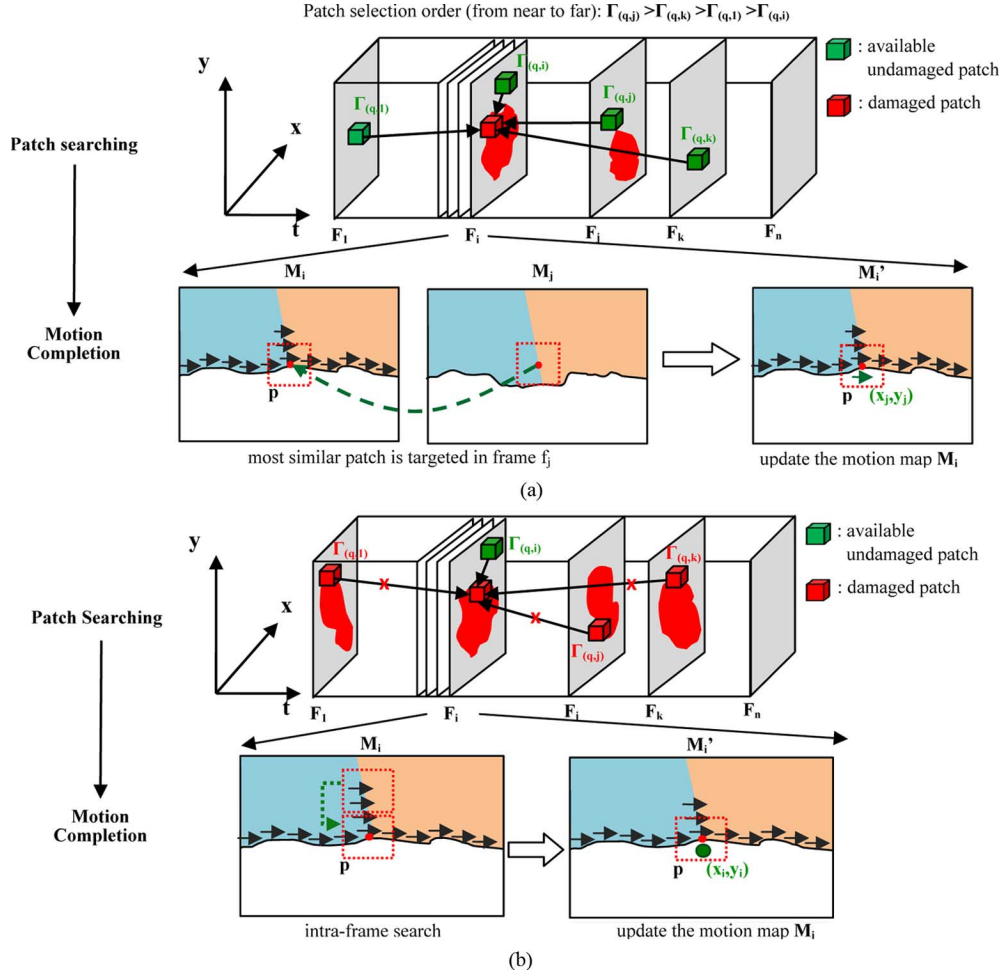 Patch selection order (from near to far): Γ(q,j) >Γ(q,k) >Γ(q,1) >Γ(q,i)
y
x
t
Patch searching
Motion
Completion
Γ(q,1)
Γ(q,i)
Γ(q,j)
Γ(q,k)
: available
undamaged patch
: damaged patch
F1 Fi Fj Fk Fn
Mi Mj Mi’
p
p
(xj,yj)
most similar patch is targeted in frame fj
update the motion map Mi
(a)
y
x
t
Patch Searching
Motion
Completion
Γ(q,1)
Γ(q,i)
Γ(q,k)
Γ(q,j)
x x
x
: available
undamaged patch
: damaged patch
F1 Fi Fj Fk Fn
Mi Mi’
p
p
(xi,yi)
intra-frame search
update the motion map Mi
(b)